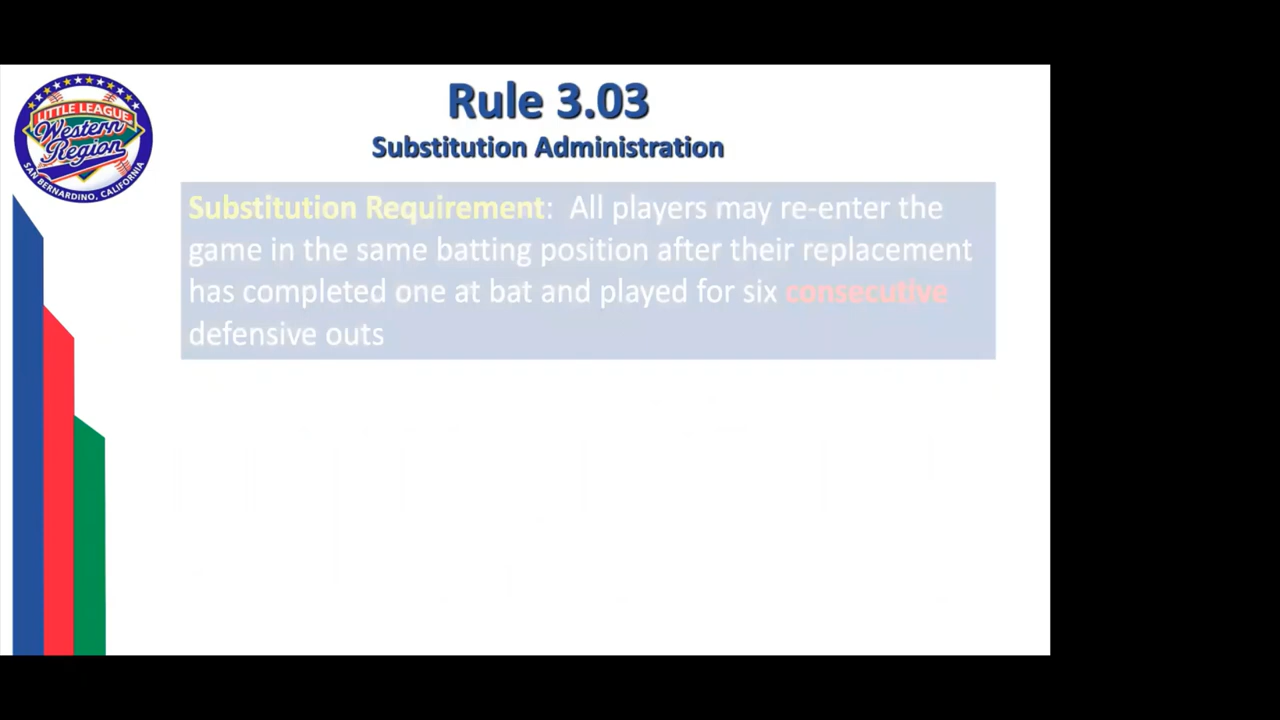 LITTLE LEAGUE
Western
Region
SAN BERNARDINO, CALIFORNIA
Rule 3.03
Substitution Administration
Substitution Requirement: All players may re-enter the
game in the same batting position after their replacement
has completed one at bat and played for six consecutive
defensive outs